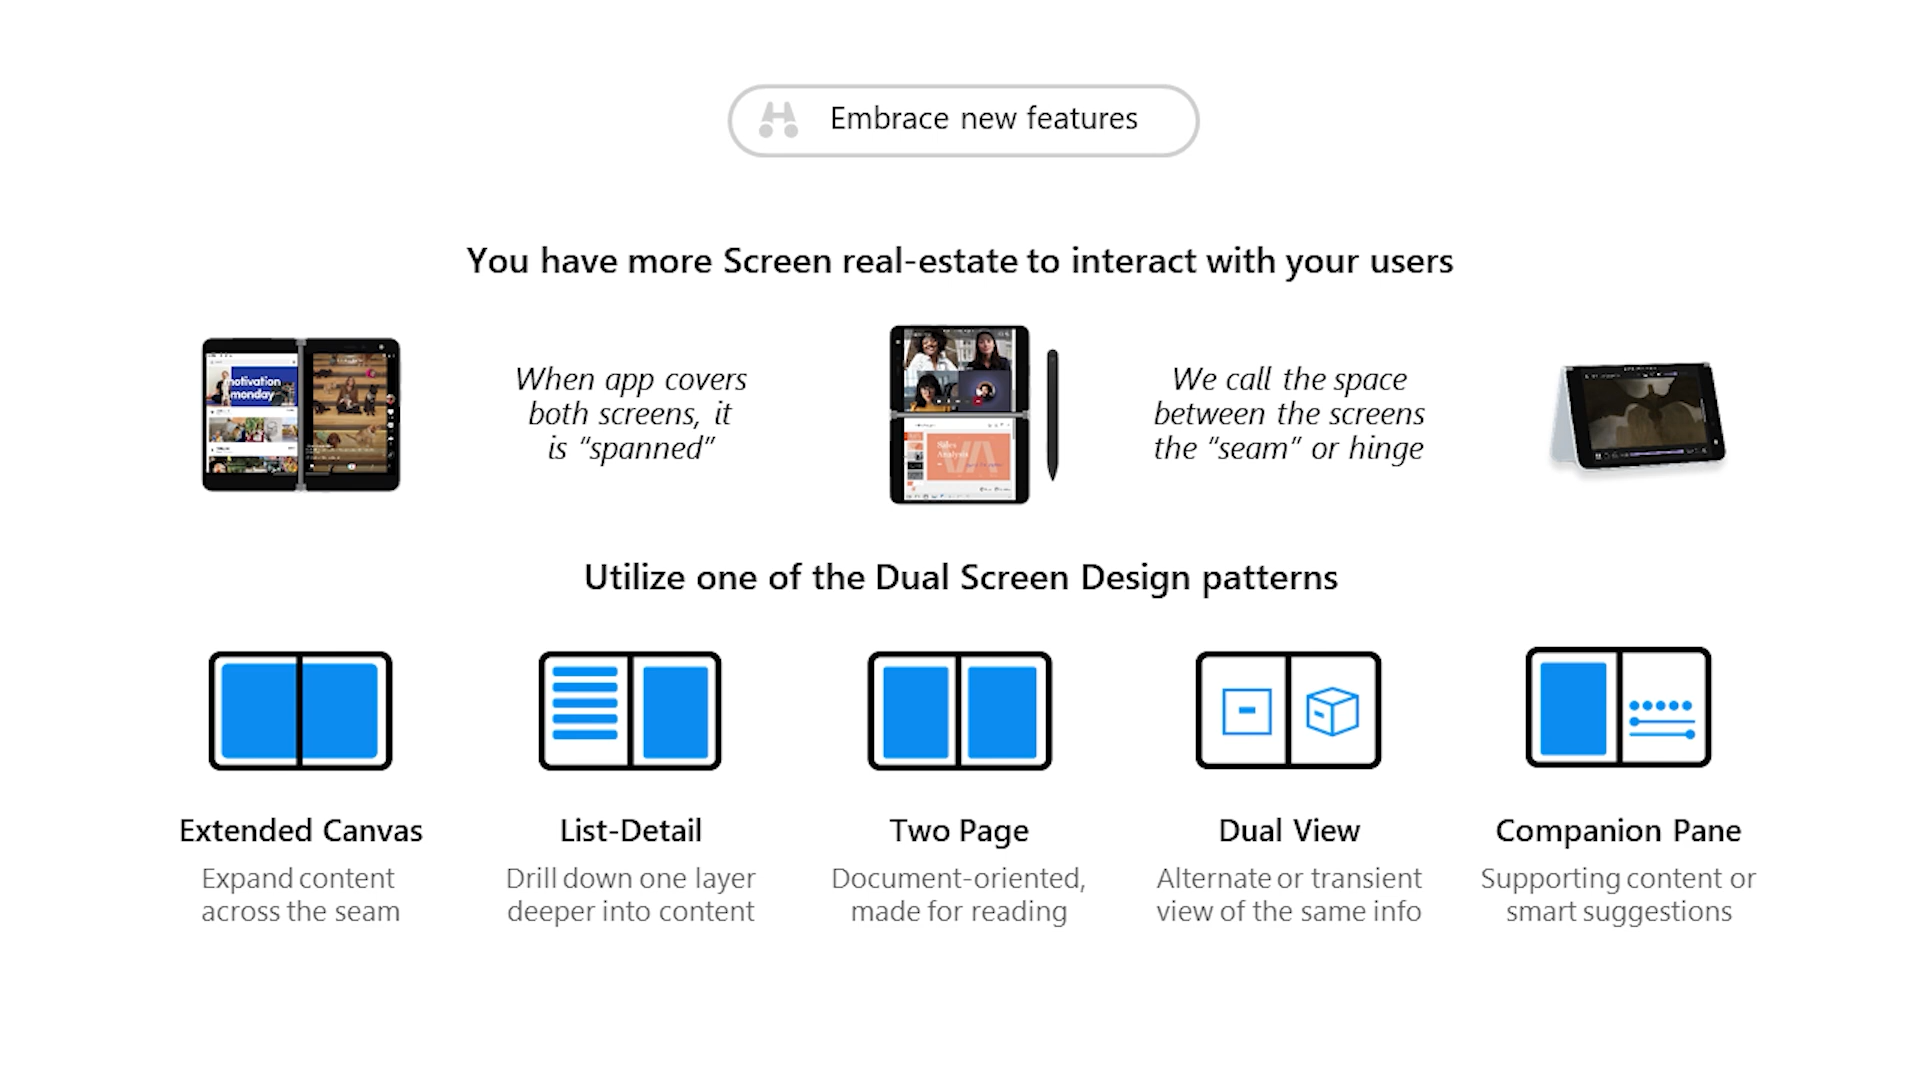 Embrace new features
You have more Screen real-estate to interact with your users
motivation
monday
When app covers
both screens, it
is “spanned”
Sales
Analysis
We call the space
between the screens
the “seam” or hinge
Utilize one of the Dual Screen Design patterns
Extended Canvas
Expand content
across the seam
List-Detail
Drill down one layer
deeper into content
Two Page
Document-oriented,
made for reading
Dual View
Alternate or transient
view of the same info
Companion Pane
Supporting content or
smart suggestions